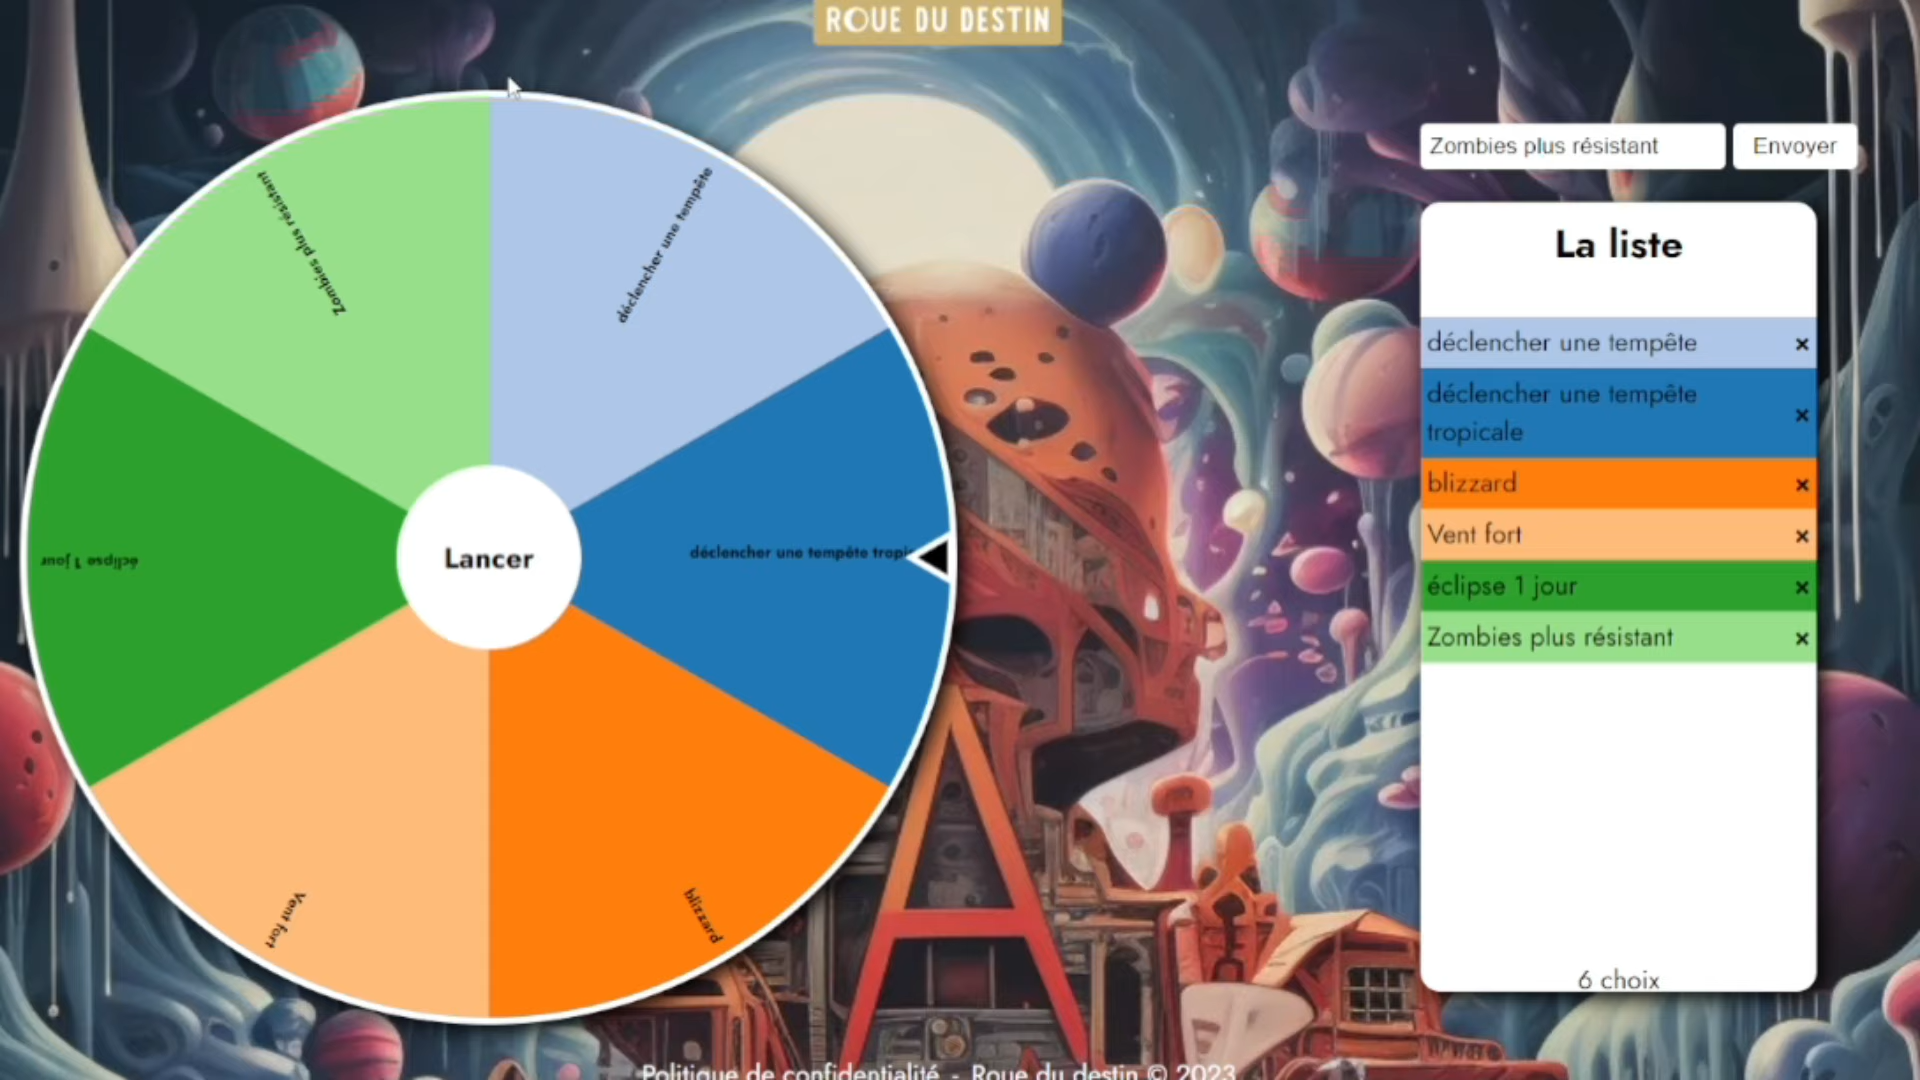 ROUE DU DESTIN
Zombies plus résistant
Envoyer
La liste
déclencher une tempête
déclencher une tempête
tropicale
blizzard
Vent fort
éclipse 1 jour
Zombies plus résistant
6 choix
Zombies plus résistant
déclencher une tempête
éclipse 1 jour
Lancer
déclencher une tempête tropic
Vent fort
blizzard
A
Politique de confidentialité - Roue du destin © 2023